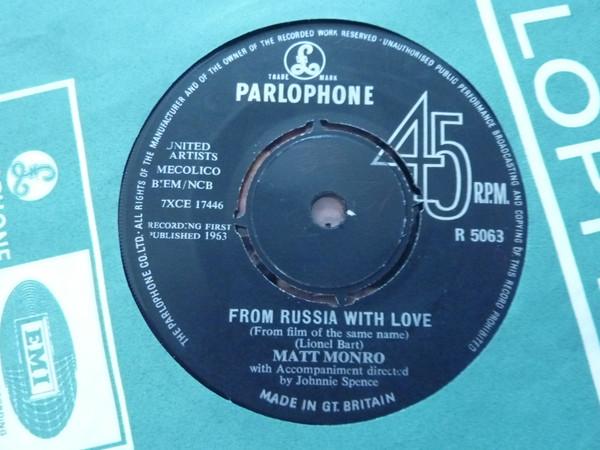 THE PARLOPHONE CO. LTD. · ALL RIGHTS OF THE MANUFACTURER AND OF THE OWNER OF THE RECORDED WORK RESERVED · UNAUTHORISED PUBLIC PERFORMANCE BROADCASTING AND COPYING OF THIS RECORD PROHIBITED
£
TRADE MARK
PARLOPHONE
45
R.P.M.
UNITED
ARTISTS
MECOLICO
B'EM/NCB
7XCE 17446
RECORDING FIRST
PUBLISHED 1963
R 5063
FROM RUSSIA WITH LOVE
(From film of the same name)
(Lionel Bart)
MATT MONRO
with Accompaniment directed
by Johnnie Spence
MADE IN GT. BRITAIN
LOP
PHONE
EMI